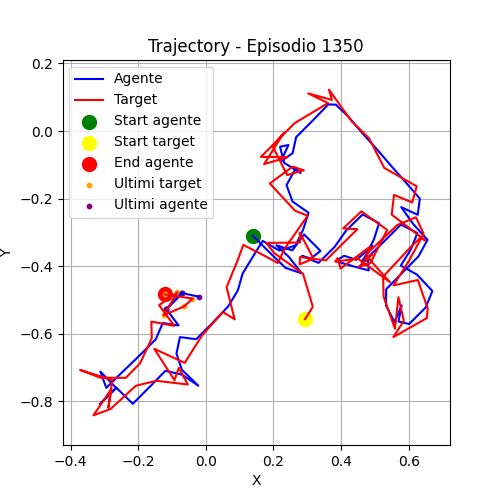 Trajectory - Episodio 1350
Agente
Target
Start agente
Start target
End agente
Ultimi target
Ultimi agente
0.2
0.0
−0.2
−0.4
−0.6
−0.8
Y
−0.4
−0.2
0.0
0.2
0.4
0.6
X